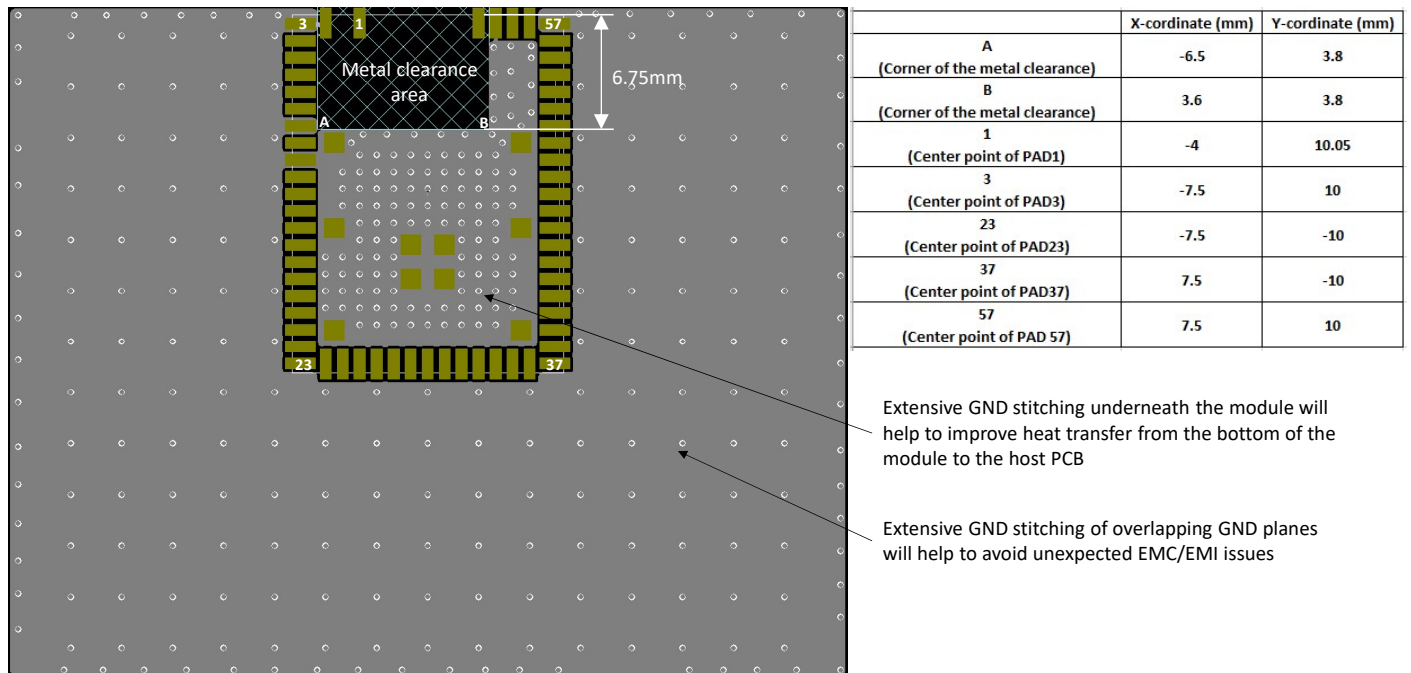 3
1
57
Metal clearance
area
6.75mm
A
B
23
37
X-cordinate (mm) Y-cordinate (mm)
A
(Corner of the metal clearance)
-6.5 3.8
B
(Corner of the metal clearance)
3.6 3.8
1
(Center point of PAD1)
-4 10.05
3
(Center point of PAD3)
-7.5 10
23
(Center point of PAD23)
-7.5 -10
37
(Center point of PAD37)
7.5 -10
57
(Center point of PAD 57)
7.5 10
Extensive GND stitching underneath the module will
help to improve heat transfer from the bottom of the
module to the host PCB
Extensive GND stitching of overlapping GND planes
will help to avoid unexpected EMC/EMI issues